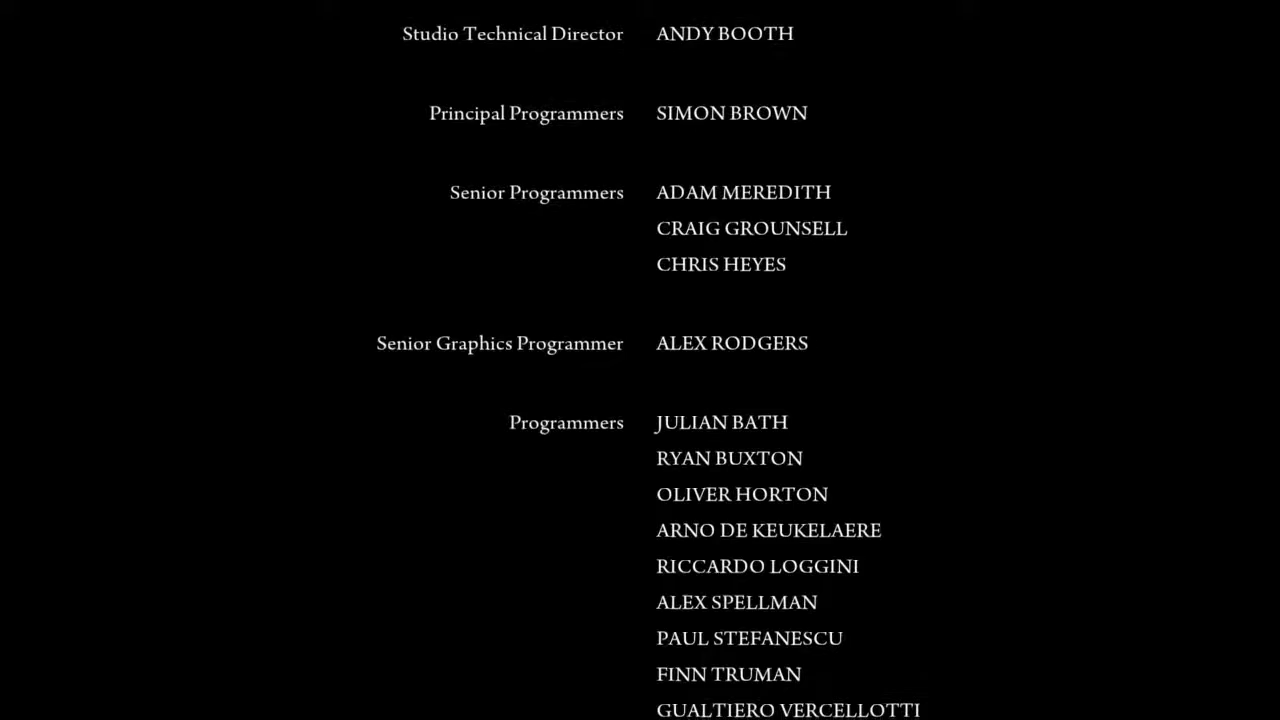 Studio Technical Director ANDY BOOTH
Principal Programmers SIMON BROWN
Senior Programmers ADAM MEREDITH
CRAIG GROUNSELL
CHRIS HEYES
Senior Graphics Programmer ALEX RODGERS
Programmers JULIAN BATH
RYAN BUXTON
OLIVER HORTON
ARNO DE KEUKELAERE
RICCARDO LOGGINI
ALEX SPELLMAN
PAUL STEFANESCU
FINN TRUMAN
GUALTIERO VERCELLOTTI